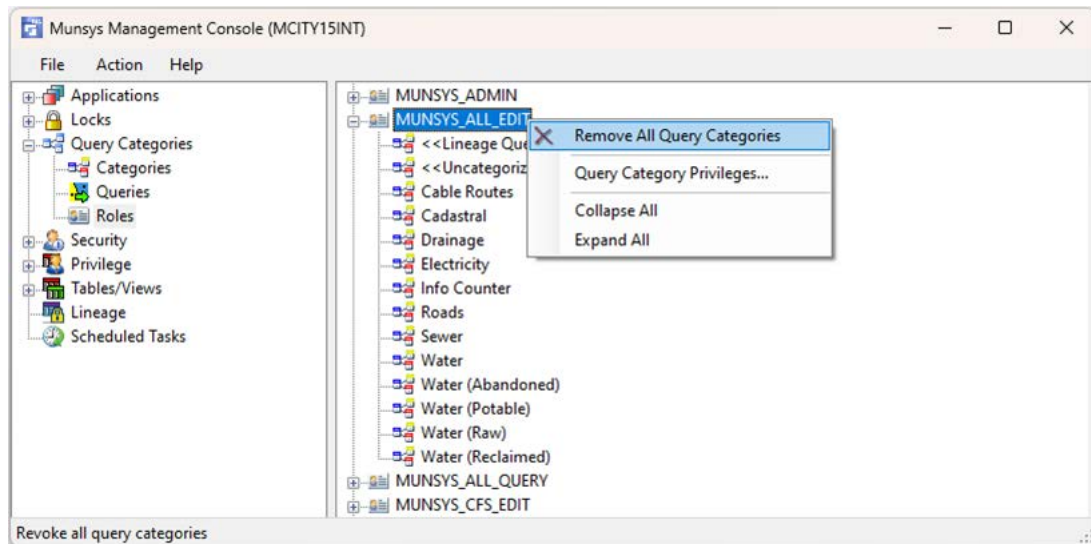 Munsys Management Console (MCITY15INT)
File Action Help
Applications
Locks
Query Categories
Categories
Queries
Roles
Security
Privilege
Tables/Views
Lineage
Scheduled Tasks
MUNSYS_ADMIN
MUNSYS_ALL_EDIT
<<Lineage
<<
Cable Routes
Cadastral
Drainage
Electricity
Info Counter
Roads
Sewer
Water
Water (Abandoned)
Water (Potable)
Water (Raw)
Water (Reclaimed)
MUNSYS_ALL_QUERY
MUNSYS_CFS_EDIT
Remove All Query Categories
Query Category Privileges...
Collapse All
Expand All
Revoke all query categories